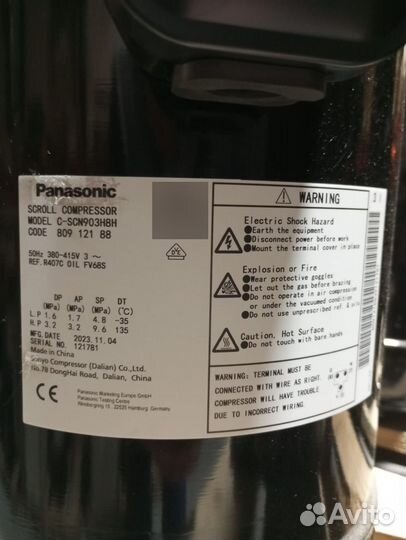 Panasonic
SCROLL COMPRESSOR
MODEL C-SCN903H8H
CODE 809 121 88
50Hz 380-415V 3 ~
REF. R407C OIL FV68S
DP AP SP DT
(MPa) (MPa) (MPa) (℃)
L.P 1.6 1.7 4.8 -35
H.P 3.2 3.2 9.6 135
MFG. DATE 2023.11.04
SERIAL NO. 121781
Made in China
Sanyo Compressor (Dalian) Co.,Ltd.
No.78 DongHai Road, Dalian, China
CE
Panasonic Marketing Europe GmbH
Panasonic Testing Centre
Winsbergring 15 , 22525 Hamburg ,Germany
WARNING
Electric Shock Hazard
●Earth the equipment
●Disconnect power before work
●Mount the terminal cover in place
Explosion or Fire
●Wear protective goggles
●Let out the gas before brazing
●Do not operate in air compression
or under the vacuumed condition
●Do not use unprescribed ref. &
Caution, Hot Surface
●Do not touch with bare hands
WARNING: TERMINAL MUST BE
CONNECTED WITH WIRE AS RIGHT.
COMPRESSOR WILL HAVE TROUBLE
DUE TO INCORRECT WIRING.
Avito